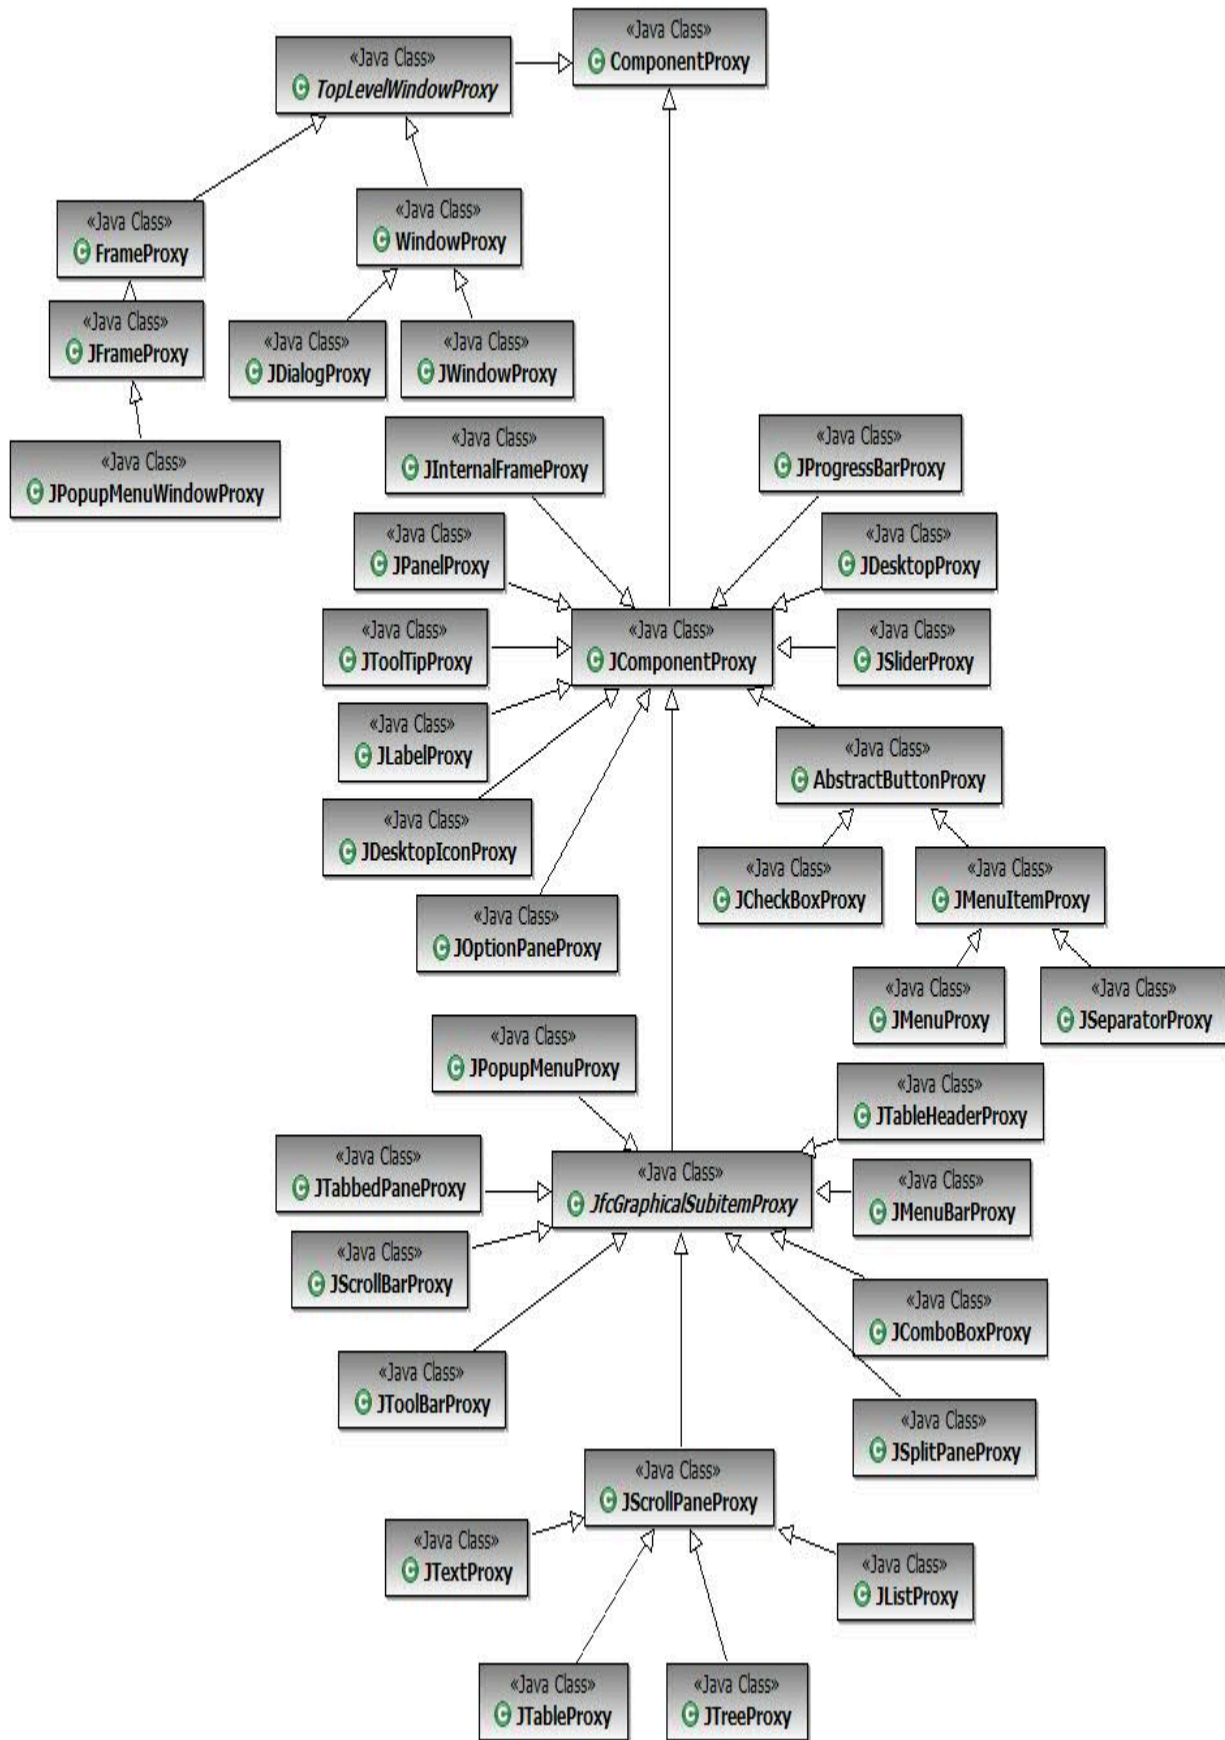 «Java Class»
ComponentProxy
«Java Class»
TopLevelWindowProxy
«Java Class»
FrameProxy
«Java Class»
WindowProxy
«Java Class»
JFrameProxy
«Java Class»
JDialogProxy
«Java Class»
JWindowProxy
«Java Class»
JPopupMenuWindowProxy
«Java Class»
JInternalFrameProxy
«Java Class»
JProgressBarProxy
«Java Class»
JPanelProxy
«Java Class»
JDesktopProxy
«Java Class»
JToolTipProxy
«Java Class»
JComponentProxy
«Java Class»
JSliderProxy
«Java Class»
JLabelProxy
«Java Class»
AbstractButtonProxy
«Java Class»
JDesktopIconProxy
«Java Class»
JCheckBoxProxy
«Java Class»
JMenuItemProxy
«Java Class»
JOptionPaneProxy
«Java Class»
JMenuProxy
«Java Class»
JSeparatorProxy
«Java Class»
JPopupMenuProxy
«Java Class»
JTableHeaderProxy
«Java Class»
JTabbedPaneProxy
«Java Class»
JfcGraphicalSubitemProxy
«Java Class»
JMenuBarProxy
«Java Class»
JScrollBarProxy
«Java Class»
JComboBoxProxy
«Java Class»
JToolBarProxy
«Java Class»
JSplitPaneProxy
«Java Class»
JScrollPaneProxy
«Java Class»
JTextProxy
«Java Class»
JListProxy
«Java Class»
JTableProxy
«Java Class»
JTreeProxy